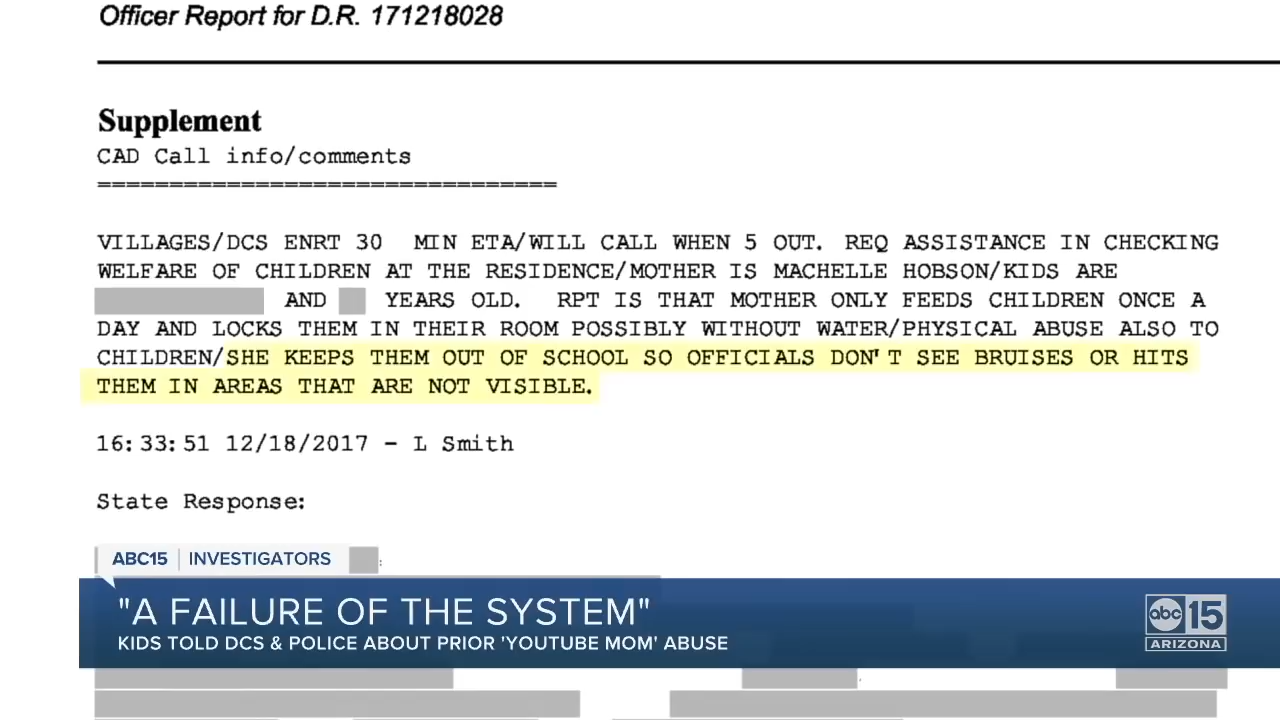 Officer Report for D.R. 171218028
Supplement
CAD Call info/comments
================================
VILLAGES/DCS ENRT 30 MIN ETA/WILL CALL WHEN 5 OUT. REQ ASSISTANCE IN CHECKING
WELFARE OF CHILDREN AT THE RESIDENCE/MOTHER IS MACHELLE HOBSON/KIDS ARE
AND YEARS OLD. RPT IS THAT MOTHER ONLY FEEDS CHILDREN ONCE A
DAY AND LOCKS THEM IN THEIR ROOM POSSIBLY WITHOUT WATER/PHYSICAL ABUSE ALSO TO
CHILDREN/SHE KEEPS THEM OUT OF SCHOOL SO OFFICIALS DON'T SEE BRUISES OR HITS
THEM IN AREAS THAT ARE NOT VISIBLE.
16:33:51 12/18/2017 - L Smith
State Response:
ABC15 | INVESTIGATORS
"A FAILURE OF THE SYSTEM"
KIDS TOLD DCS & POLICE ABOUT PRIOR 'YOUTUBE MOM' ABUSE
abc 15
ARIZONA